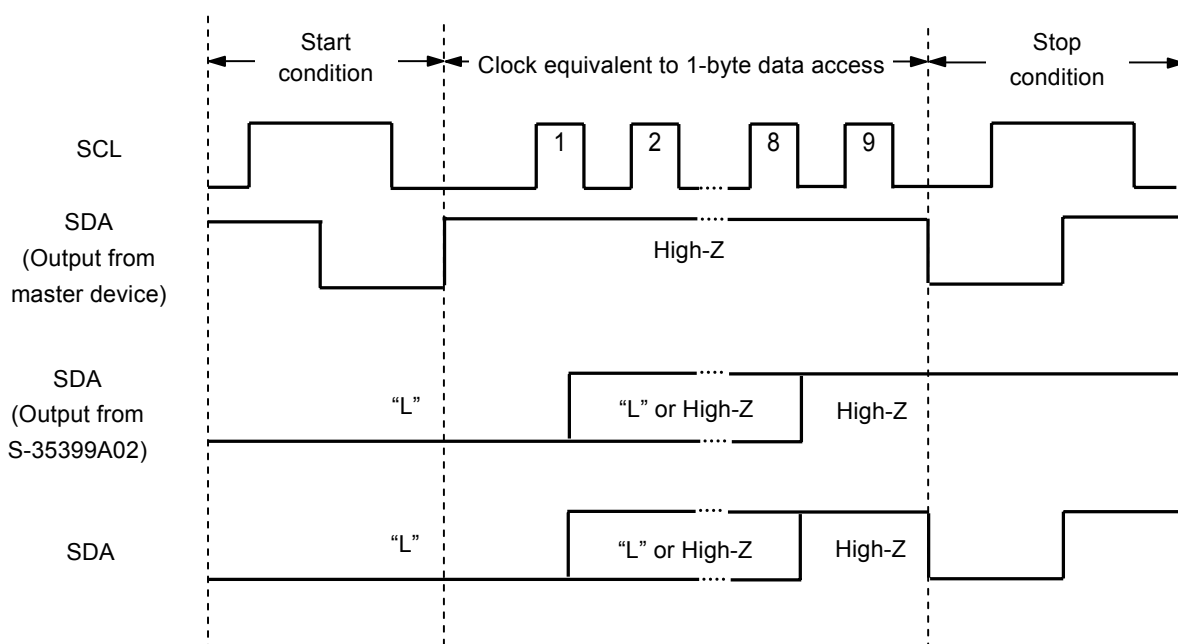 Start
condition
Clock equivalent to 1-byte data access
Stop
condition
SCL
1
2
8
9
SDA
(Output from
master device)
High-Z
SDA
(Output from
S-35399A02)
“L”
“L” or High-Z
High-Z
SDA
“L”
“L” or High-Z
High-Z